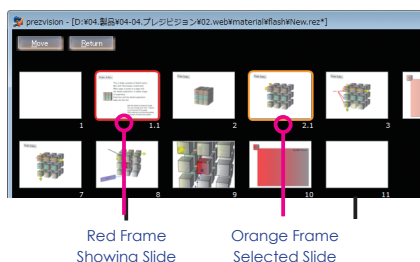 prezvision - [D:¥04.製品¥04-04.プレジビジョン¥02.web¥material¥flash¥New.rez*]
Move Return
1 1.1 2 2.1 3
7 8 9 10 11
Red Frame Orange Frame
Showing Slide Selected Slide